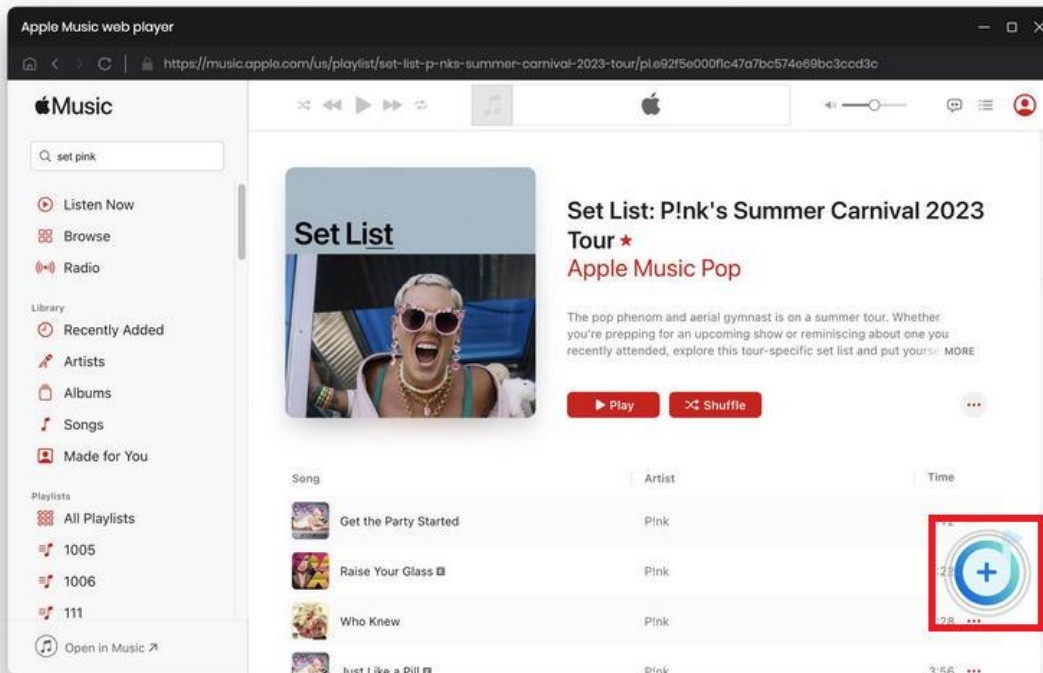 Apple Music web player
https://music.apple.com/us/playlist/set-list-p-nks-summer-carnival-2023-tour/pl.e92f5e000f1c47a7bc574e69bc3ccd3c
Music
set pink
Listen Now
Browse
Radio
Library
Recently Added
Artists
Albums
Songs
Made for You
Playlists
All Playlists
1005
1006
111
Open in Music
Set List
Set List: P!nk's Summer Carnival 2023
Tour
Apple Music Pop
The pop phenom and aerial gymnast is on a summer tour. Whether
you're prepping for an upcoming show or reminiscing about one you
recently attended, explore this tour-specific set list and put MORE
Play
Shuffle
Song Artist Time
Get the Party Started P!nk
Raise Your Glass E P!nk
Who Knew P!nk :28
Just Like a Pill E P!nk 3:56